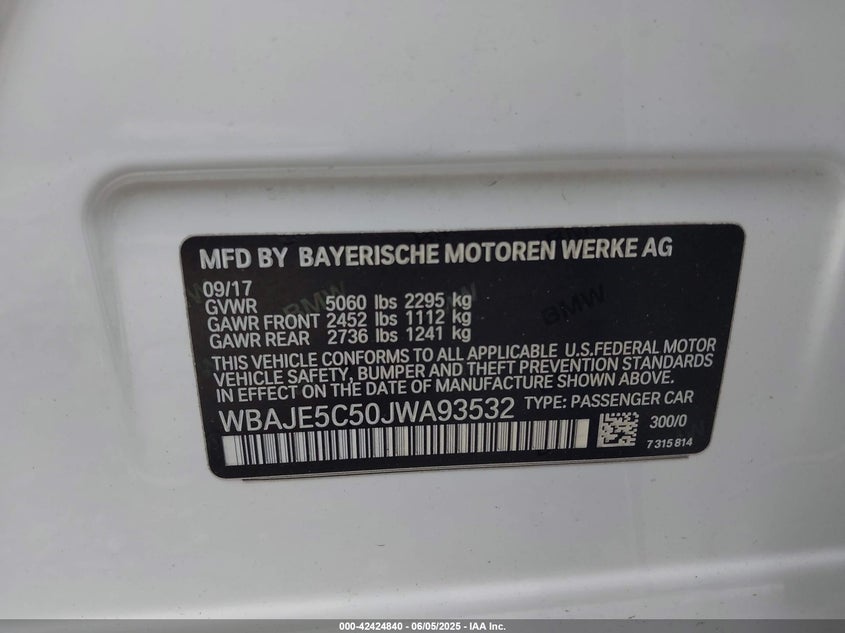 MFD BY BAYERISCHE MOTOREN WERKE AG
09/17
GVWR 5060 lbs 2295 kg
GAWR FRONT 2452 lbs 1112 kg
GAWR REAR 2736 lbs 1241 kg
THIS VEHICLE CONFORMS TO ALL APPLICABLE U.S.FEDERAL MOTOR
VEHICLE SAFETY, BUMPER AND THEFT PREVENTION STANDARDS
IN EFFECT ON THE DATE OF MANUFACTURE SHOWN ABOVE.
WBAJE5C50JWA93532 TYPE: PASSENGER CAR
300/0
7 315 814
BMW
BMW
000-42424840 - 06/05/2025 - IAA Inc.